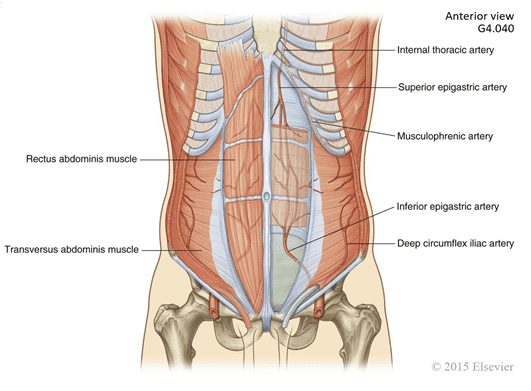 Anterior view
G4.040
Internal thoracic artery
Superior epigastric artery
Musculophrenic artery
Rectus abdominis muscle
Inferior epigastric artery
Transversus abdominis muscle
Deep circumflex iliac artery
© 2015 Elsevier